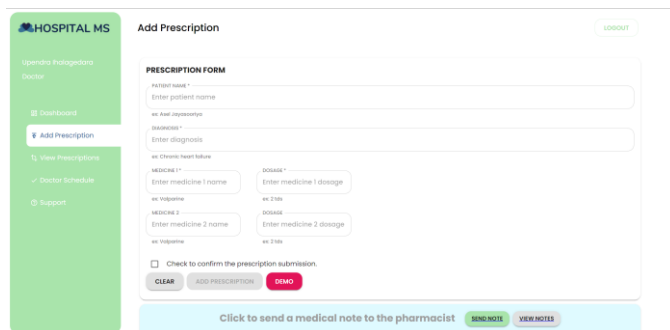 HOSPITAL MS
Add Prescription
LOGOUT
Upendra Ihalagedara
Doctor
Dashboard
Add Prescription
View Prescriptions
Doctor Schedule
Support
PRESCRIPTION FORM
PATIENT NAME *
Enter patient name
ex: Asel Jayasooriya
DIAGNOSIS *
Enter diagnosis
ex: Chronic heart failure
MEDICINE 1 * DOSAGE *
Enter medicine 1 name Enter medicine 1 dosage
ex: Valparine ex: 2 tds
MEDICINE 2 DOSAGE
Enter medicine 2 name Enter medicine 2 dosage
ex: Valparine ex: 2 tds
Check to confirm the prescription submission.
CLEAR ADD PRESCRIPTION DEMO
Click to send a medical note to the pharmacist SEND NOTE VIEW NOTES